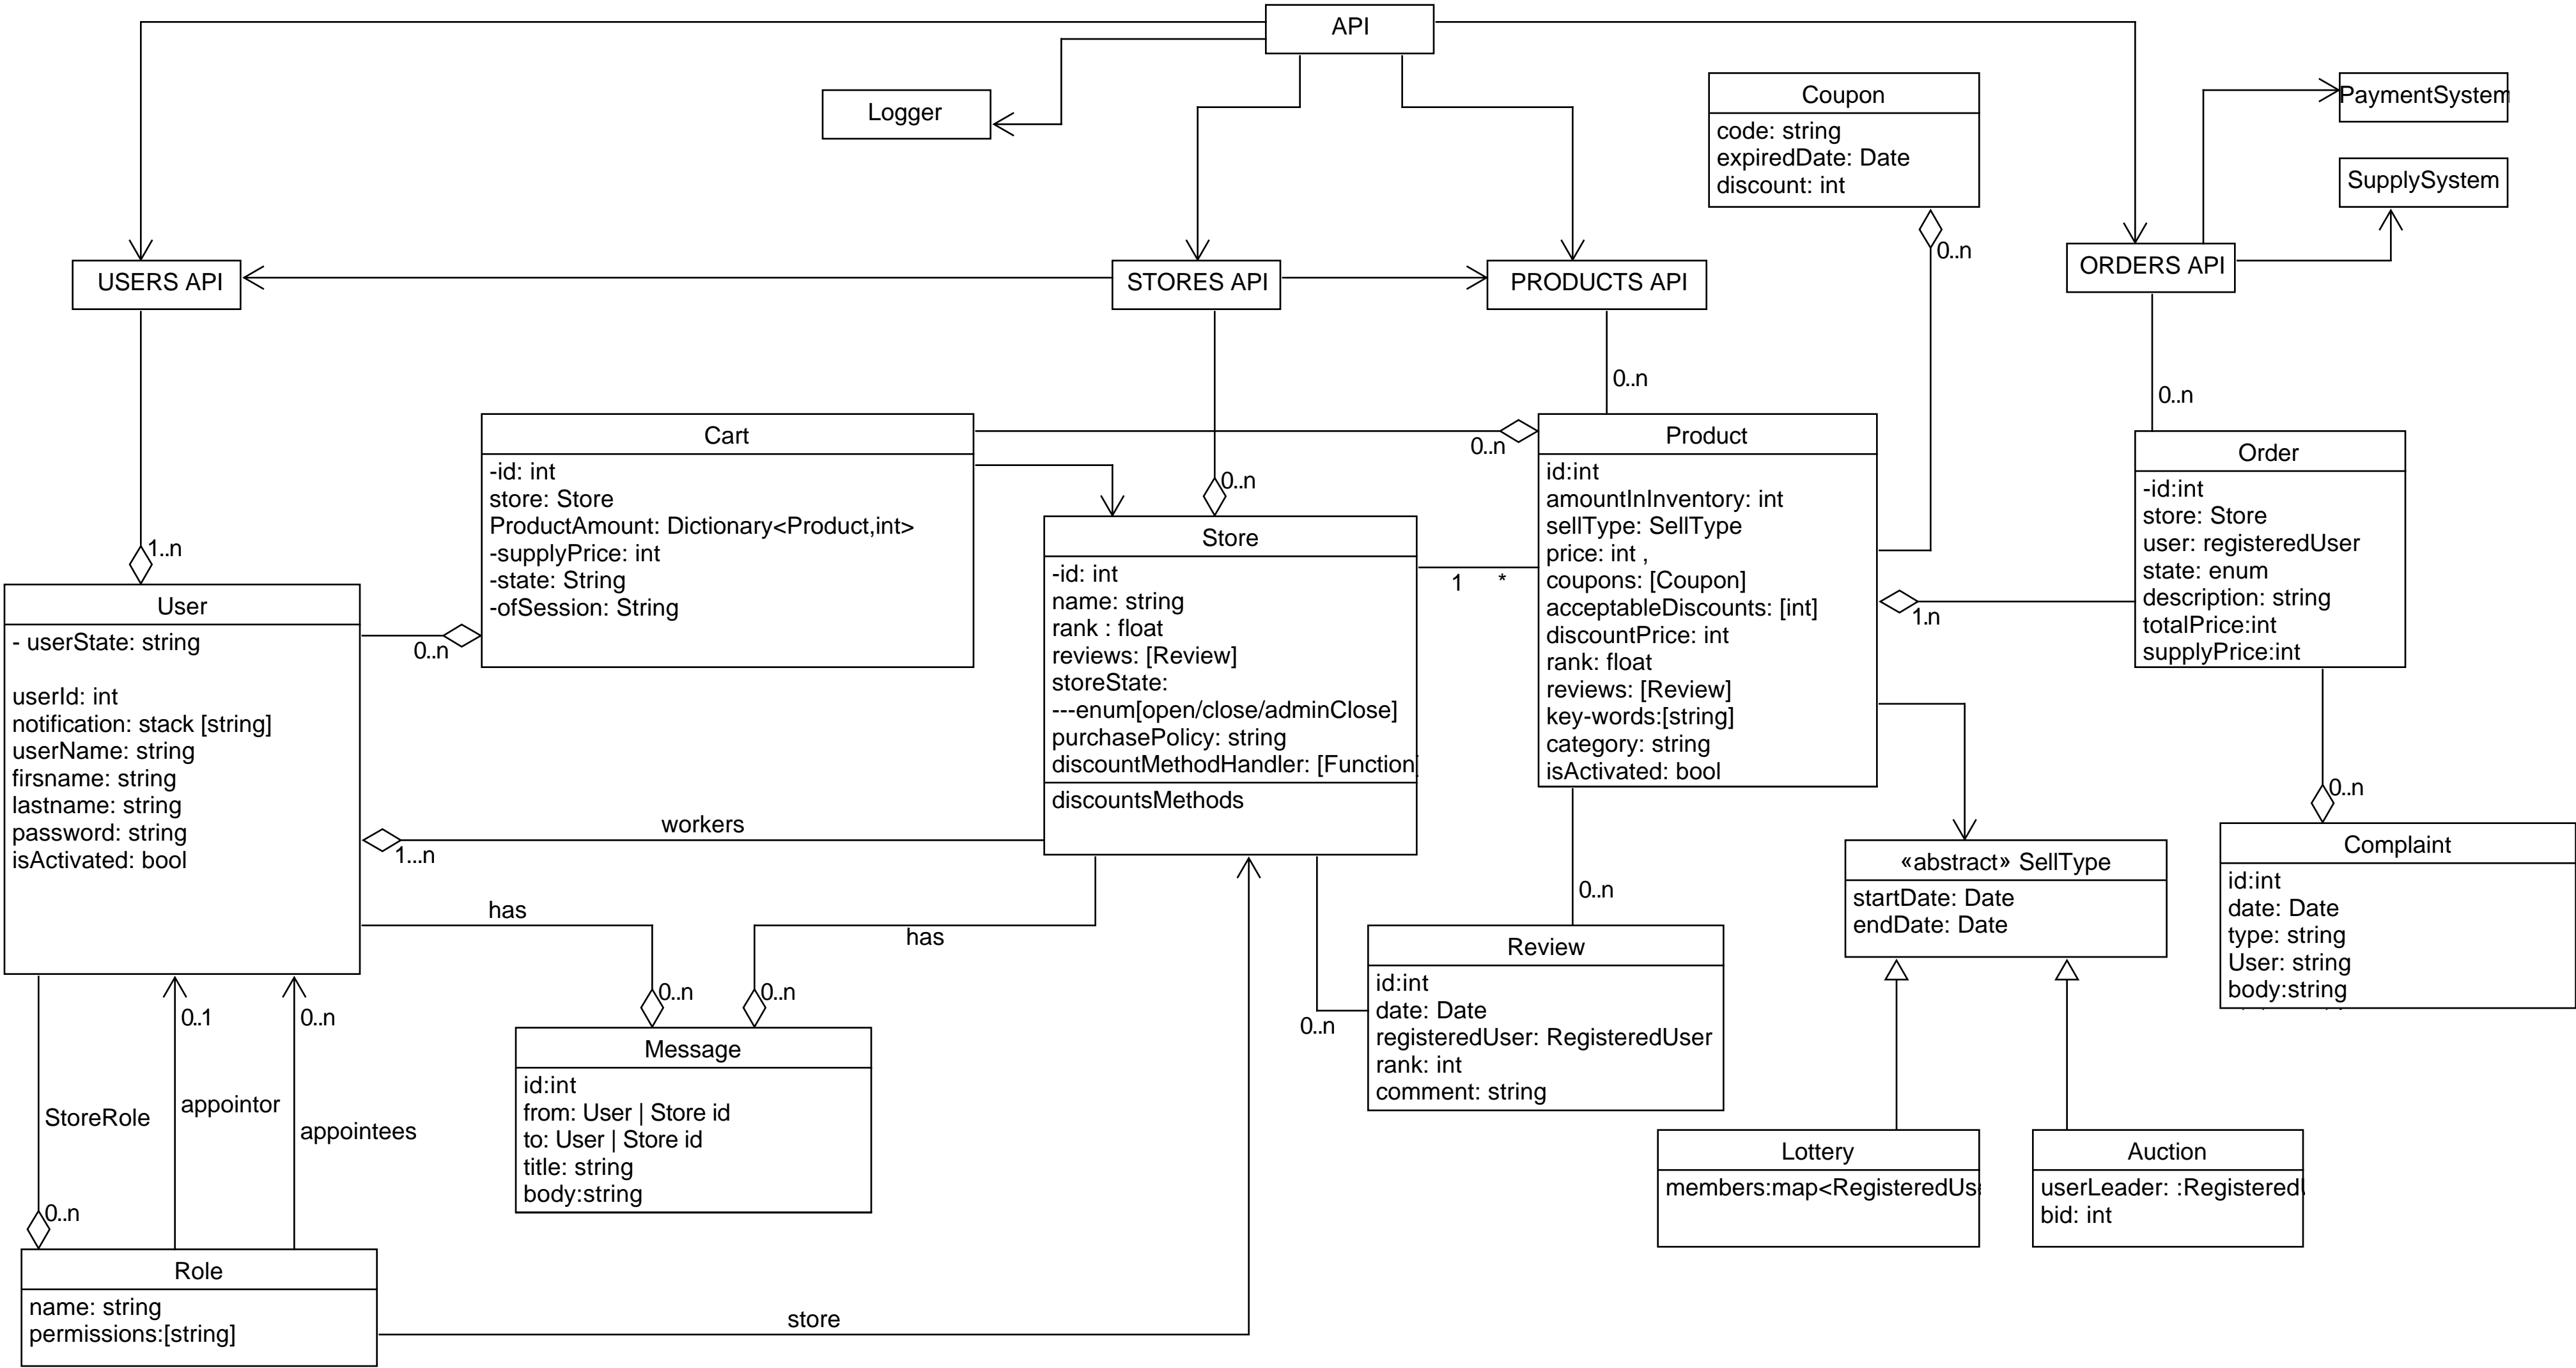 API
Logger
Coupon
code: string
expiredDate: Date
discount: int
PaymentSystem
SupplySystem
0..n
USERS API
STORES API
PRODUCTS API
ORDERS API
0..n
0..n
Cart
-id: int
store: Store
ProductAmount: Dictionary<Product,int>
-supplyPrice: int
-state: String
-ofSession: String
0..n
0..n
Product
id:int
amountInInventory: int
sellType: SellType
price: int ,
coupons: [Coupon]
acceptableDiscounts: [int]
discountPrice: int
rank: float
reviews: [Review]
key-words:[string]
category: string
isActivated: bool
Order
-id:int
store: Store
user: registeredUser
state: enum
description: string
totalPrice:int
supplyPrice:int
1..n
0..n
1.n
1 *
User
- userState: string
userId: int
notification: stack [string]
userName: string
firsname: string
lastname: string
password: string
isActivated: bool
Store
-id: int
name: string
rank : float
reviews: [Review]
storeState:
---enum[open/close/adminClose]
purchasePolicy: string
discountMethodHandler: [Function]
discountsMethods
workers
1...n
has
has
0..n
0..n
0..n
0..n
0..n
«abstract» SellType
startDate: Date
endDate: Date
Complaint
id:int
date: Date
type: string
User: string
body:string
Review
id:int
date: Date
registeredUser: RegisteredUser
rank: int
comment: string
0..1
0..n
StoreRole
appointor
appointees
Message
id:int
from: User | Store id
to: User | Store id
title: string
body:string
Lottery
members:map<RegisteredUs
Auction
userLeader: :Registered
bid: int
0..n
Role
name: string
permissions:[string]
store